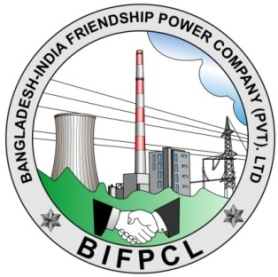 BANGLADESH-INDIA FRIENDSHIP POWER COMPANY (PVT), LTD
BIFPCL